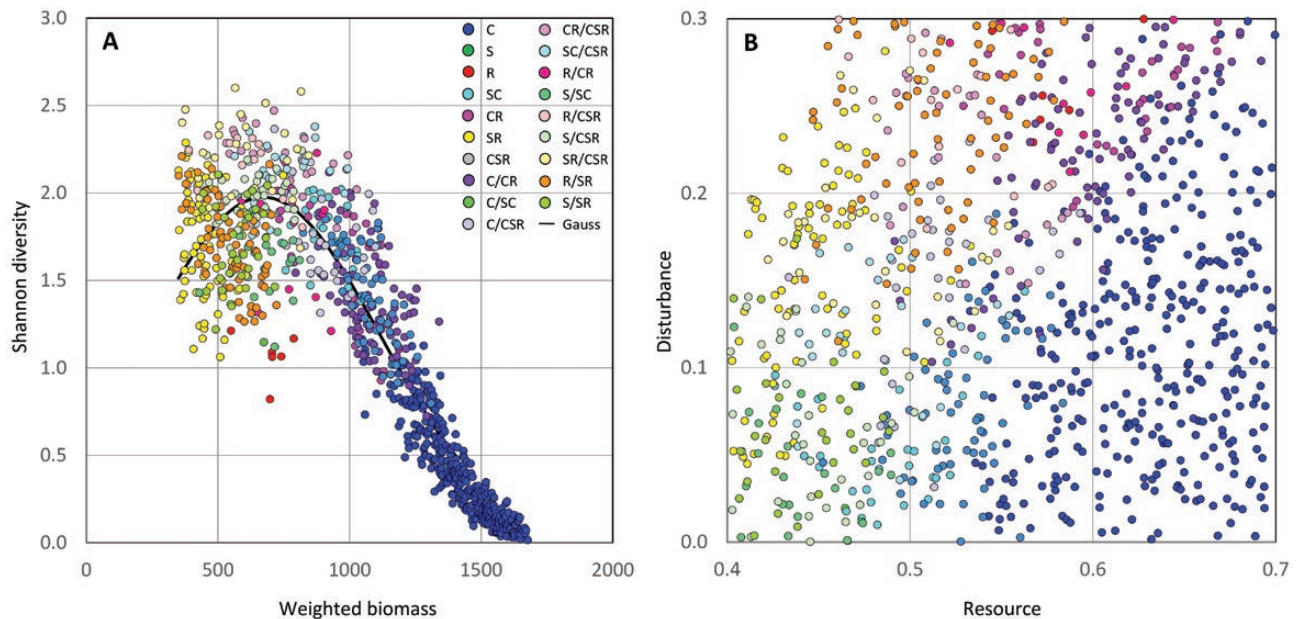 A
3.0
2.5
2.0
1.5
1.0
0.5
0.0
0 500 1000 1500 2000
Shannon diversity
Weighted biomass
C CR/CSR
S SC/CSR
R R/CR
SC S/SC
CR R/CSR
SR S/CSR
CSR SR/CSR
C/CR R/SR
C/SC S/SR
C/CSR Gauss
B
0.3
0.2
0.1
0.0
0.4 0.5 0.6 0.7
Disturbance
Resource